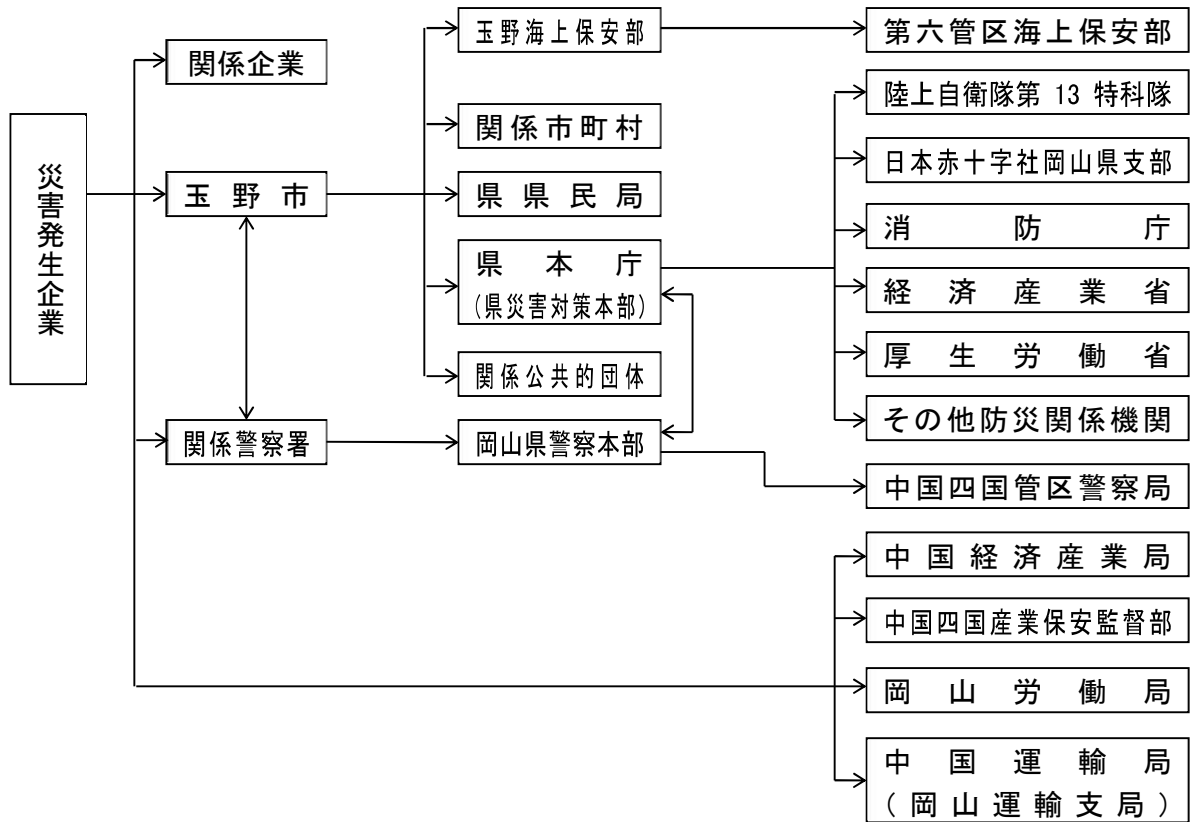 災害発生企業
関係企業
玉野市
関係警察署
玉野海上保安部
関係市町村
県県民局
県本庁
(県災害対策本部)
関係公共的団体
岡山県警察本部
第六管区海上保安部
陸上自衛隊第 13 特科隊
日本赤十字社岡山県支部
消防庁
経済産業省
厚生労働省
その他防災関係機関
中国四国管区警察局
中国経済産業局
中国四国産業保安監督部
岡山労働局
中国運輸局
(岡山運輸支局)